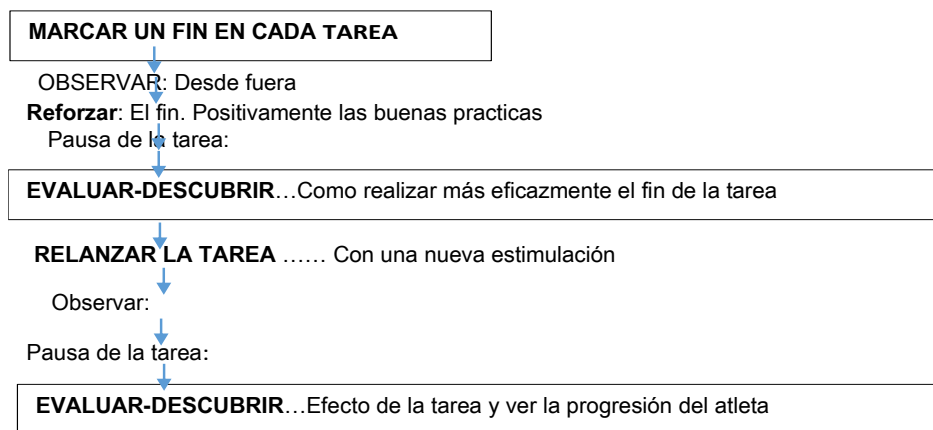 MARCAR UN FIN EN CADA TAREA
OBSERVAR: Desde fuera
Reforzar: El fin. Positivamente las buenas practicas
Pausa de la tarea:
EVALUAR-DESCUBRIR…Como realizar más eficazmente el fin de la tarea
RELANZAR LA TAREA …… Con una nueva estimulación
Observar:
Pausa de la tarea:
EVALUAR-DESCUBRIR…Efecto de la tarea y ver la progresión del atleta